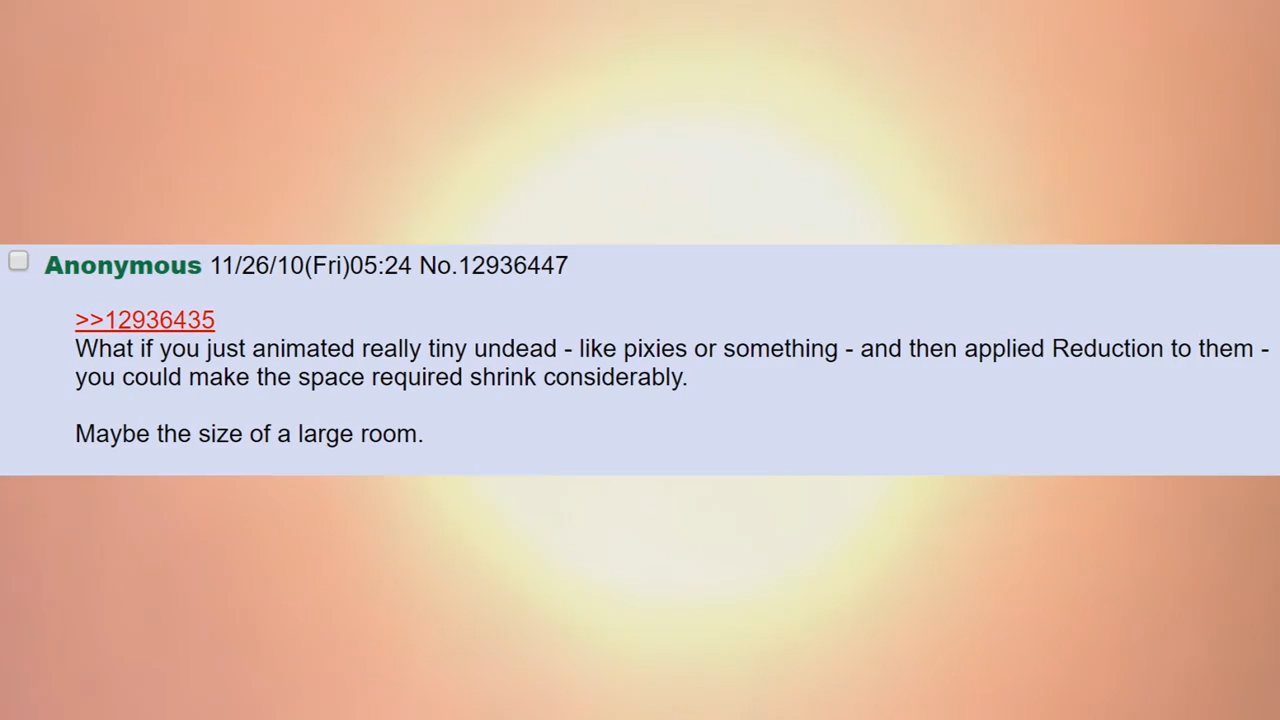 Anonymous 11/26/10(Fri)05:24 No.12936447
>>12936435
What if you just animated really tiny undead - like pixies or something - and then applied Reduction to them -
you could make the space required shrink considerably.
Maybe the size of a large room.